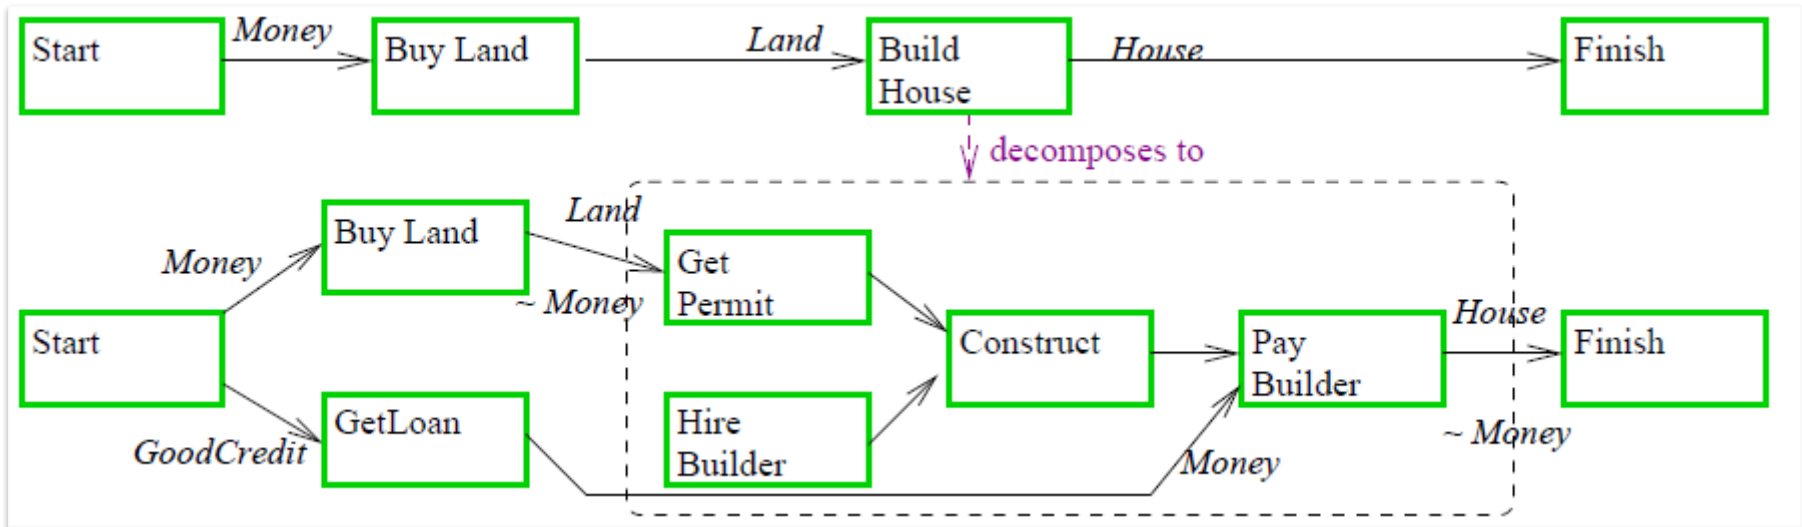 Start
Money
Buy Land
Land
Build
House
House
Finish
decomposes to
Land
Buy Land
Money
Get
Permit
~ Money
House
Start
Construct
Pay
Builder
Finish
GetLoan
Hire
Builder
GoodCredit
Money
~ Money